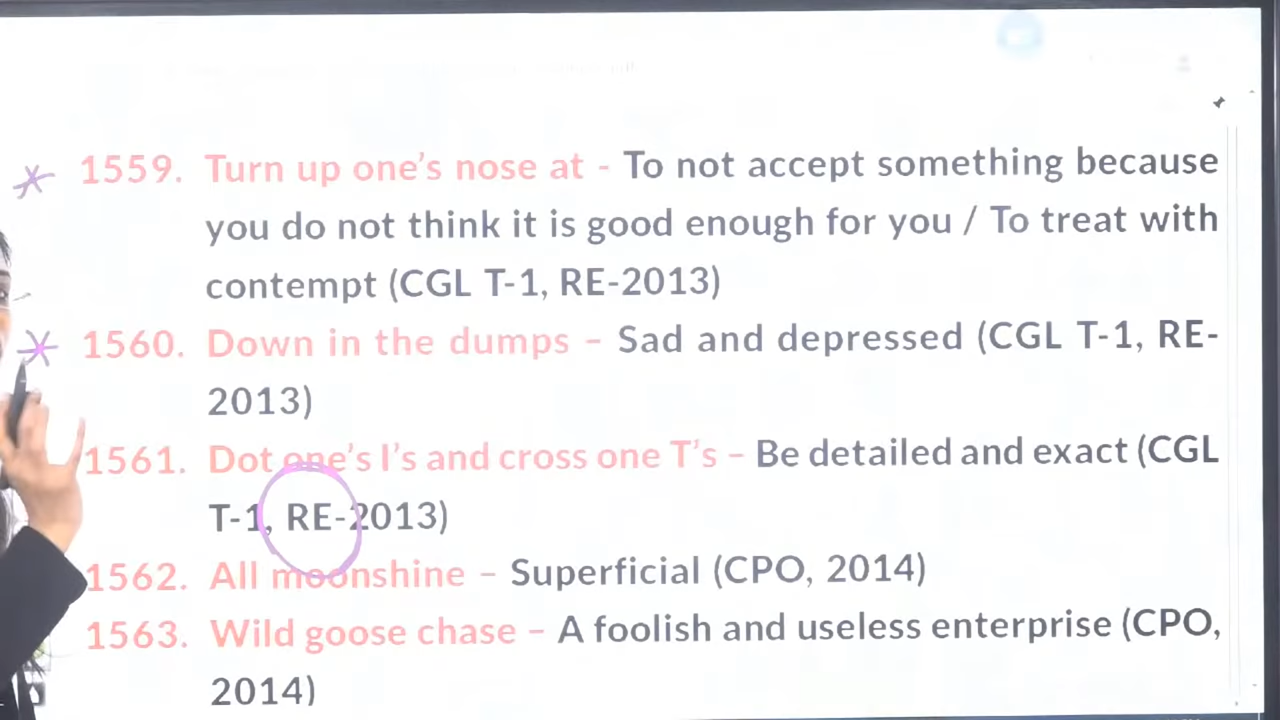 1559. Turn up one's nose at - To not accept something because
you do not think it is good enough for you / To treat with
contempt (CGL T-1, RE-2013)
1560. Down in the dumps – Sad and depressed (CGL T-1, RE-
2013)
1561. Dot one's I's and cross one T's – Be detailed and exact (CGL
T-1, RE-2013)
1562. All moonshine – Superficial (CPO, 2014)
1563. Wild goose chase – A foolish and useless enterprise (CPO,
2014)